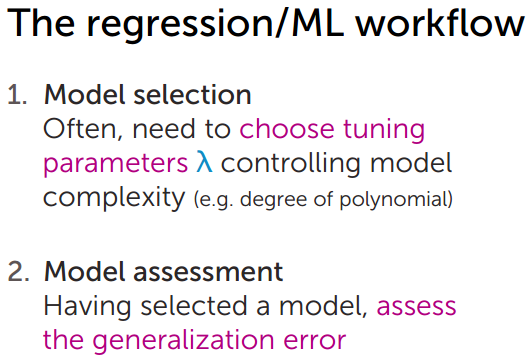 The regression/ML workflow
1. Model selection
Often, need to choose tuning
parameters λ controlling model
complexity (e.g. degree of polynomial)
2. Model assessment
Having selected a model, assess
the generalization error